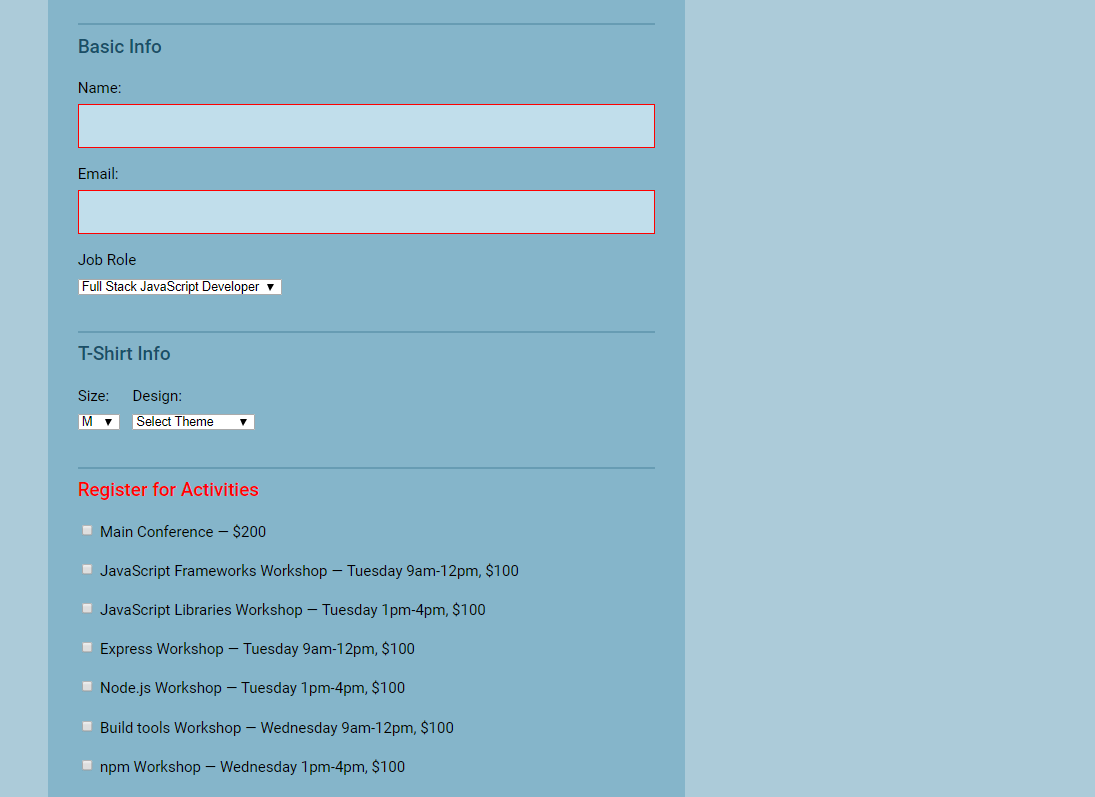 Basic Info
Name:
Email:
Job Role
Full Stack JavaScript Developer ▼
T-Shirt Info
Size: Design:
M ▼ Select Theme ▼
Register for Activities
Main Conference — $200
JavaScript Frameworks Workshop — Tuesday 9am-12pm, $100
JavaScript Libraries Workshop — Tuesday 1pm-4pm, $100
Express Workshop — Tuesday 9am-12pm, $100
Node.js Workshop — Tuesday 1pm-4pm, $100
Build tools Workshop — Wednesday 9am-12pm, $100
npm Workshop — Wednesday 1pm-4pm, $100